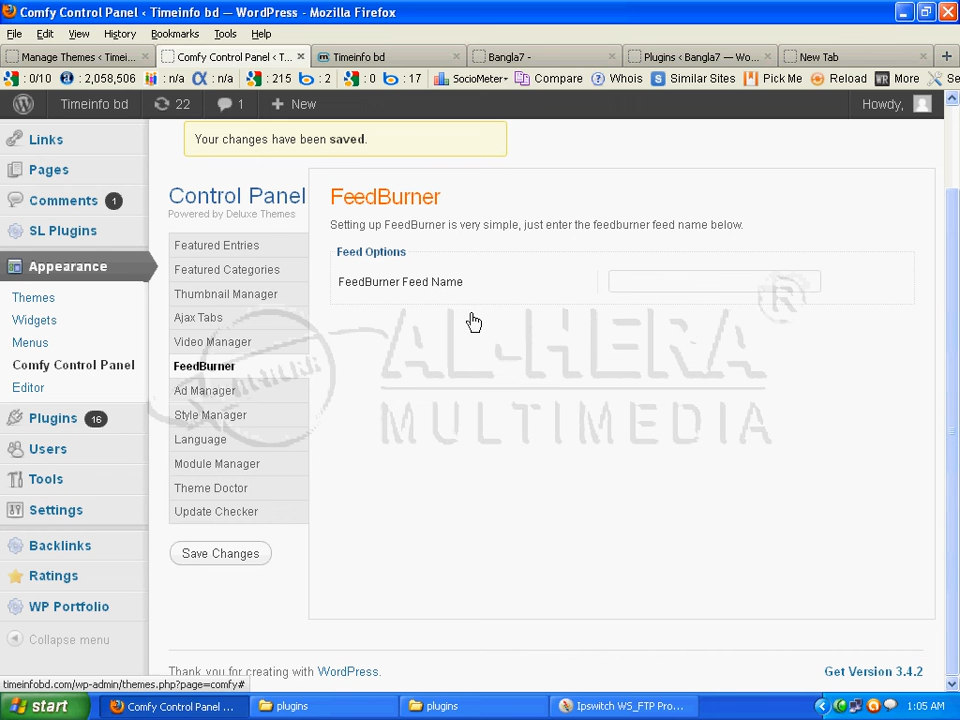 Comfy Control Panel ‹ Timeinfo bd — WordPress - Mozilla Firefox
File Edit View History Bookmarks Tools Help
Manage Themes ‹ Timei... Comfy Control Panel ‹ T... Timeinfo bd Bangla7 - Plugins ‹ Bangla7 — Wo... New Tab
: 0/10 : 2,058,506 : n/a : n/a : 215 : 2 : 0 : 17 SocioMeter Compare Whois Similar Sites Pick Me Reload More Se
Timeinfo bd 22 1 + New Howdy,
Your changes have been saved.
Links
Pages
Comments 1
SL Plugins
Appearance
Themes
Widgets
Menus
Comfy Control Panel
Editor
Plugins 16
Users
Tools
Settings
Backlinks
Ratings
WP Portfolio
Collapse menu
Control Panel
Powered by Deluxe Themes
Featured Entries
Featured Categories
Thumbnail Manager
Ajax Tabs
Video Manager
FeedBurner
Ad Manager
Style Manager
Language
Module Manager
Theme Doctor
Update Checker
Save Changes
FeedBurner
Setting up FeedBurner is very simple, just enter the feedburner feed name below.
Feed Options
FeedBurner Feed Name
AL-HERA ®
MULTIMEDIA
Thank you for creating with WordPress.
Get Version 3.4.2
timeinfobd.com/wp-admin/themes.php?page=comfy#
start Comfy Control Panel ... plugins plugins Ipswitch WS_FTP Pro... 1:05 AM